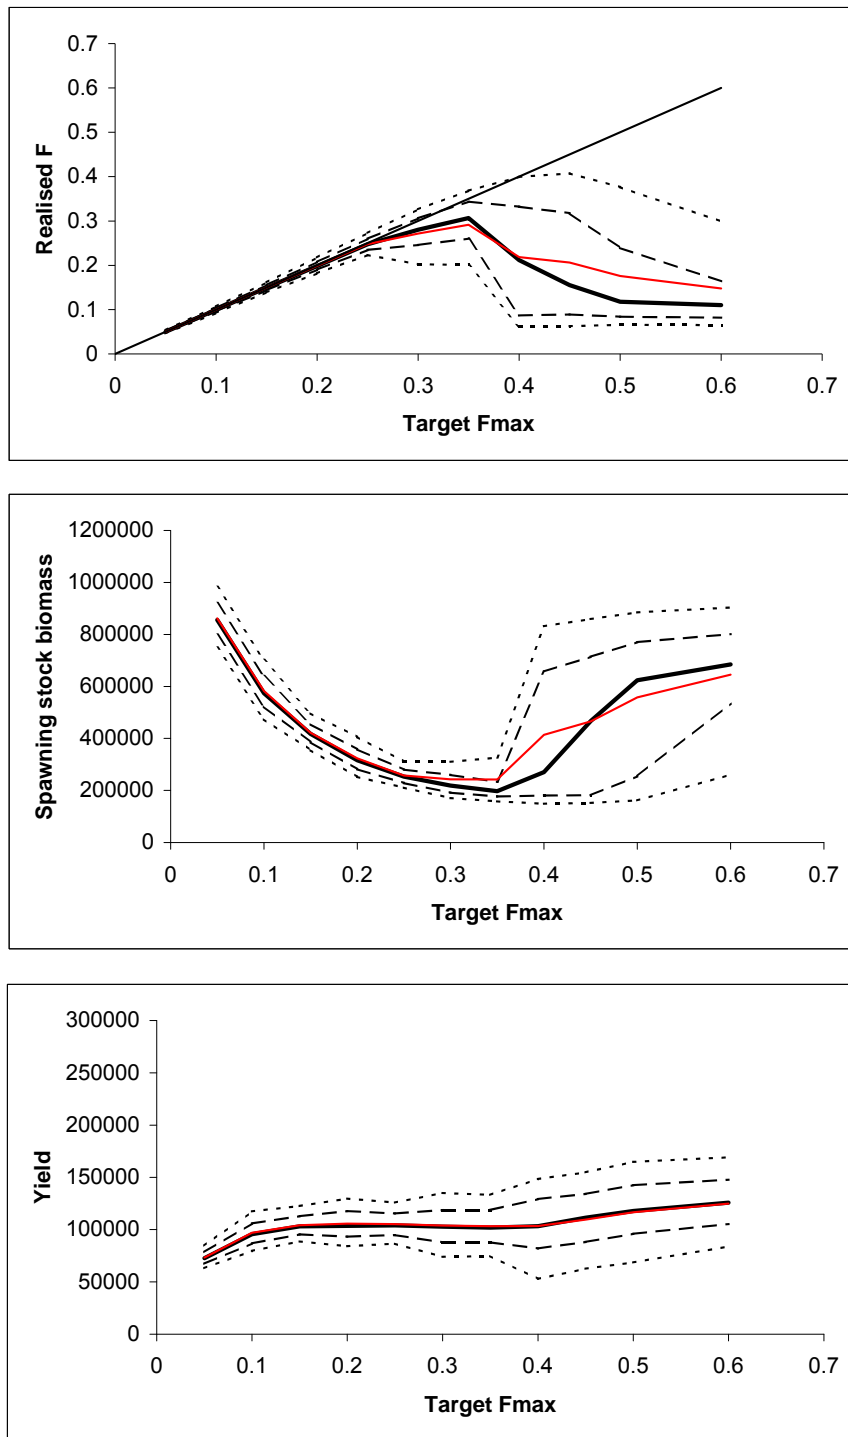 0.7
0.6
0.5
0.4
0.3
0.2
0.1
0
Realised F
0 0.1 0.2 0.3 0.4 0.5 0.6 0.7
Target Fmax
1200000
1000000
800000
600000
400000
200000
0
Spawning stock biomass
0 0.1 0.2 0.3 0.4 0.5 0.6 0.7
Target Fmax
300000
250000
200000
150000
100000
50000
0
Yield
0 0.1 0.2 0.3 0.4 0.5 0.6 0.7
Target Fmax